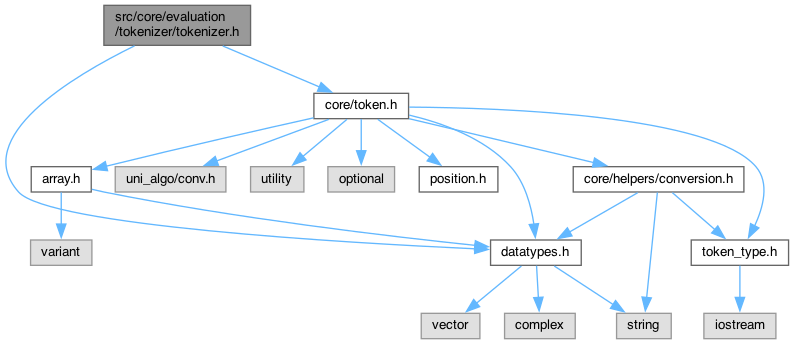 src/core/evaluation
/tokenizer/tokenizer.h
core/token.h
array.h
uni_algo/conv.h
utility
optional
position.h
core/helpers/conversion.h
variant
datatypes.h
token_type.h
vector
complex
string
iostream